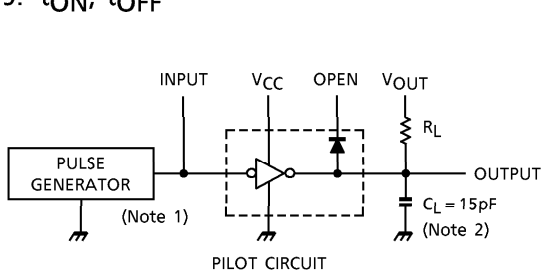 9. tON, tOFF
INPUT VCC OPEN VOUT
RL
PULSE
GENERATOR
OUTPUT
(Note 1)
CL = 15pF
(Note 2)
PILOT CIRCUIT